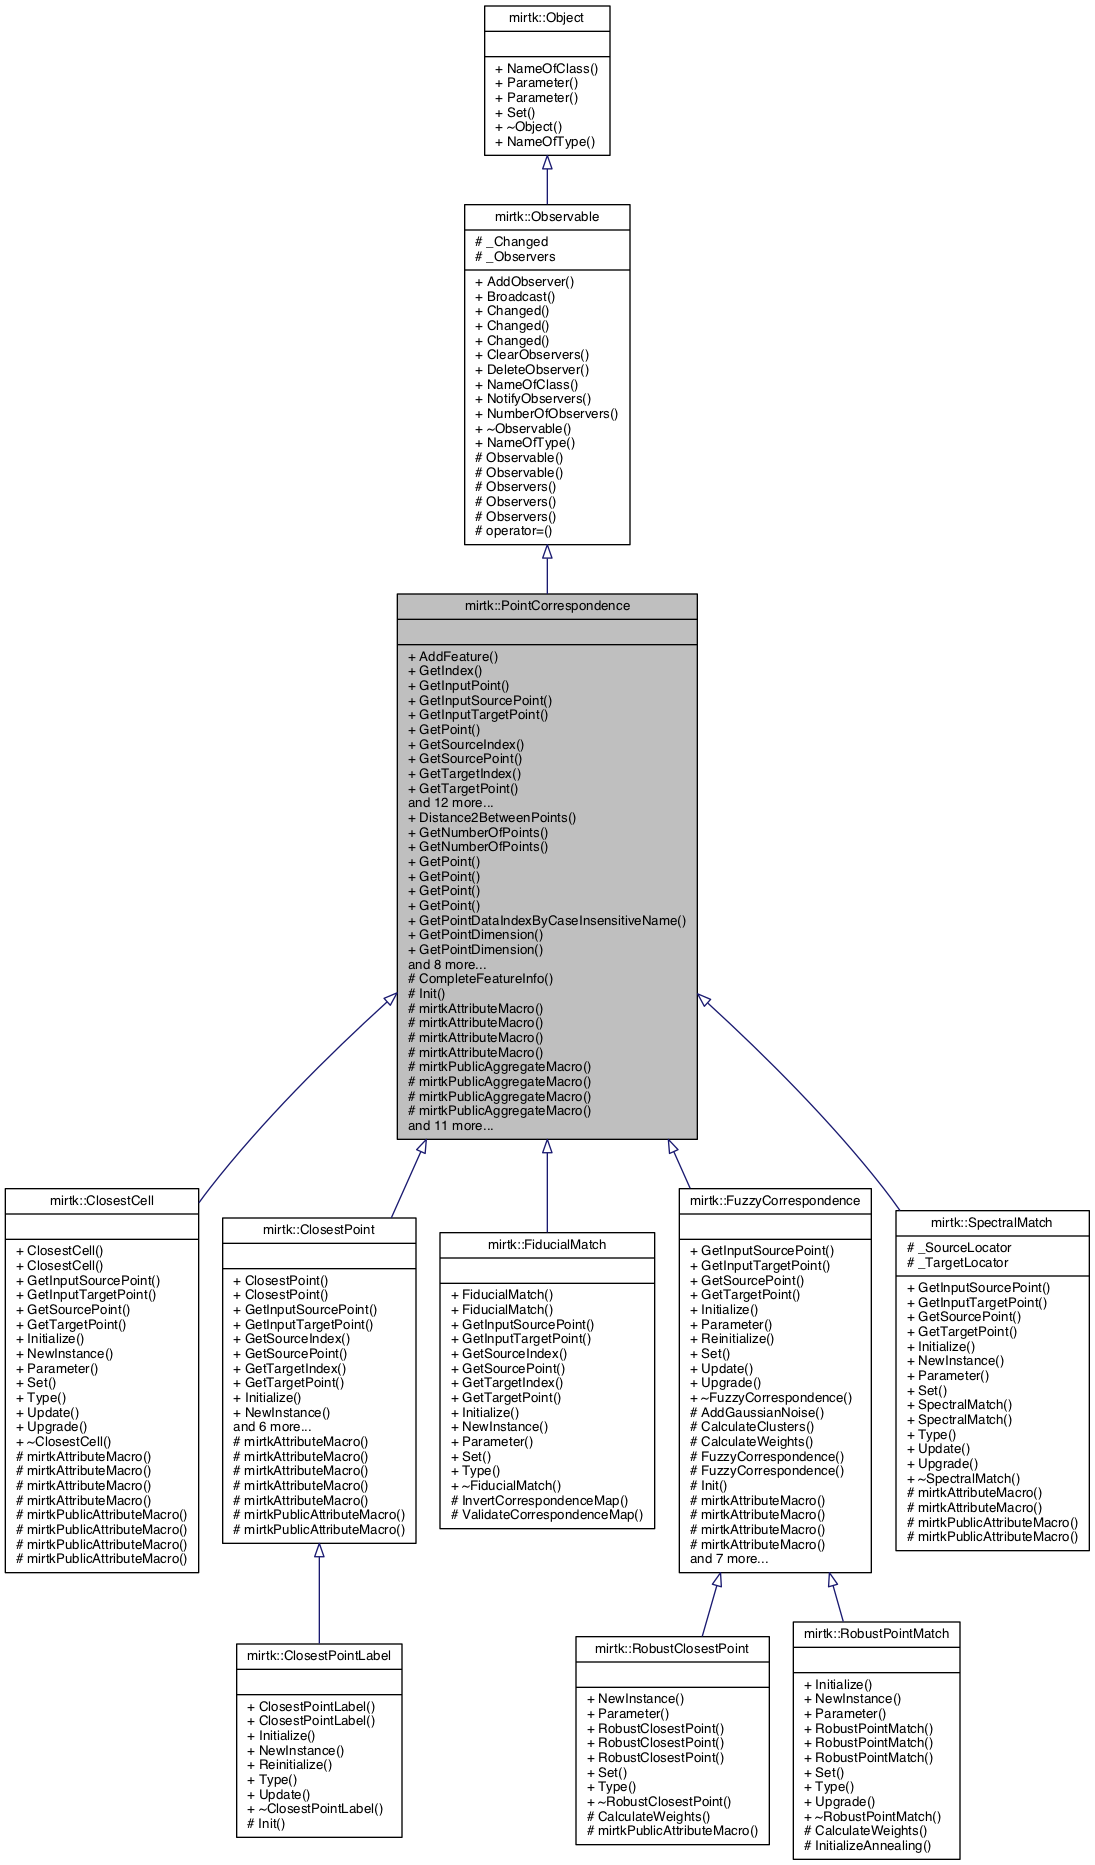 mirtk::Object
+ NameOfClass()
+ Parameter()
+ Parameter()
+ Set()
+ ~Object()
+ NameOfType()
mirtk::Observable
# _Changed
# _Observers
+ AddObserver()
+ Broadcast()
+ Changed()
+ Changed()
+ Changed()
+ ClearObservers()
+ DeleteObserver()
+ NameOfClass()
+ NotifyObservers()
+ NumberOfObservers()
+ ~Observable()
+ NameOfType()
# Observable()
# Observable()
# Observers()
# Observers()
# Observers()
# operator=()
mirtk::PointCorrespondence
+ AddFeature()
+ GetIndex()
+ GetInputPoint()
+ GetInputSourcePoint()
+ GetInputTargetPoint()
+ GetPoint()
+ GetSourceIndex()
+ GetSourcePoint()
+ GetTargetIndex()
+ GetTargetPoint()
and 12 more...
+ Distance2BetweenPoints()
+ GetNumberOfPoints()
+ GetNumberOfPoints()
+ GetPoint()
+ GetPoint()
+ GetPoint()
+ GetPoint()
+ GetPointDataIndexByCaseInsensitiveName()
+ GetPointDimension()
+ GetPointDimension()
and 8 more...
# CompleteFeatureInfo()
# Init()
# mirtkAttributeMacro()
# mirtkAttributeMacro()
# mirtkAttributeMacro()
# mirtkAttributeMacro()
# mirtkPublicAggregateMacro()
# mirtkPublicAggregateMacro()
# mirtkPublicAggregateMacro()
# mirtkPublicAggregateMacro()
and 11 more...
mirtk::ClosestCell
+ ClosestCell()
+ ClosestCell()
+ GetInputSourcePoint()
+ GetInputTargetPoint()
+ GetSourcePoint()
+ GetTargetPoint()
+ Initialize()
+ NewInstance()
+ Parameter()
+ Set()
+ Type()
+ Update()
+ Upgrade()
+ ~ClosestCell()
# mirtkAttributeMacro()
# mirtkAttributeMacro()
# mirtkAttributeMacro()
# mirtkAttributeMacro()
# mirtkPublicAttributeMacro()
# mirtkPublicAttributeMacro()
# mirtkPublicAttributeMacro()
# mirtkPublicAttributeMacro()
mirtk::ClosestPoint
+ ClosestPoint()
+ ClosestPoint()
+ GetInputSourcePoint()
+ GetInputTargetPoint()
+ GetSourceIndex()
+ GetSourcePoint()
+ GetTargetIndex()
+ GetTargetPoint()
+ Initialize()
+ NewInstance()
and 6 more...
# mirtkAttributeMacro()
# mirtkAttributeMacro()
# mirtkAttributeMacro()
# mirtkAttributeMacro()
# mirtkAttributeMacro()
# mirtkPublicAttributeMacro()
# mirtkPublicAttributeMacro()
mirtk::FiducialMatch
+ FiducialMatch()
+ FiducialMatch()
+ GetInputSourcePoint()
+ GetInputTargetPoint()
+ GetSourceIndex()
+ GetSourcePoint()
+ GetTargetIndex()
+ GetTargetPoint()
+ Initialize()
+ NewInstance()
+ Parameter()
+ Set()
+ Type()
+ ~FiducialMatch()
# InvertCorrespondenceMap()
# ValidateCorrespondenceMap()
mirtk::FuzzyCorrespondence
+ GetInputSourcePoint()
+ GetInputTargetPoint()
+ GetSourcePoint()
+ GetTargetPoint()
+ Initialize()
+ Parameter()
+ Reinitialize()
+ Set()
+ Update()
+ Upgrade()
+ ~FuzzyCorrespondence()
# AddGaussianNoise()
# CalculateClusters()
# CalculateWeights()
# FuzzyCorrespondence()
# FuzzyCorrespondence()
# Init()
# mirtkAttributeMacro()
# mirtkAttributeMacro()
# mirtkAttributeMacro()
# mirtkAttributeMacro()
and 7 more...
mirtk::SpectralMatch
# _SourceLocator
# _TargetLocator
+ GetInputSourcePoint()
+ GetInputTargetPoint()
+ GetSourcePoint()
+ GetTargetPoint()
+ Initialize()
+ NewInstance()
+ Parameter()
+ Set()
+ SpectralMatch()
+ SpectralMatch()
+ Type()
+ Update()
+ Upgrade()
+ ~SpectralMatch()
# mirtkAttributeMacro()
# mirtkAttributeMacro()
# mirtkPublicAttributeMacro()
# mirtkPublicAttributeMacro()
mirtk::ClosestPointLabel
+ ClosestPointLabel()
+ ClosestPointLabel()
+ Initialize()
+ NewInstance()
+ Reinitialize()
+ Type()
+ Update()
+ ~ClosestPointLabel()
# Init()
mirtk::RobustClosestPoint
+ NewInstance()
+ Parameter()
+ RobustClosestPoint()
+ RobustClosestPoint()
+ RobustClosestPoint()
+ Set()
+ Type()
+ ~RobustClosestPoint()
# CalculateWeights()
# mirtkPublicAttributeMacro()
mirtk::RobustPointMatch
+ Initialize()
+ NewInstance()
+ Parameter()
+ RobustPointMatch()
+ RobustPointMatch()
+ RobustPointMatch()
+ Set()
+ Type()
+ Upgrade()
+ ~RobustPointMatch()
# CalculateWeights()
# InitializeAnnealing()